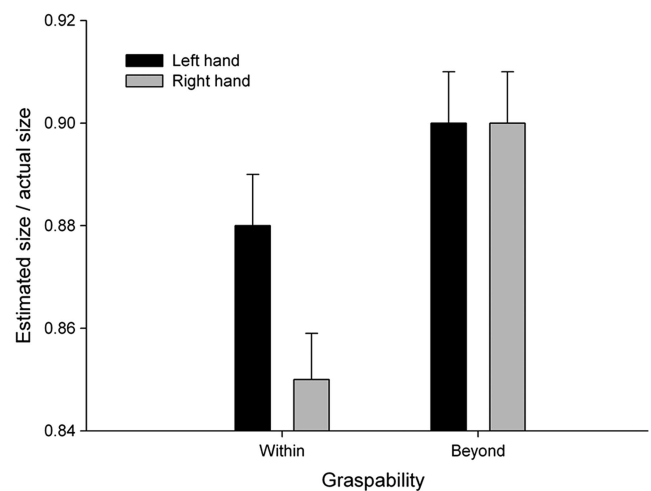 0.92
Left hand
Right hand
0.90
0.88
0.86
0.84
Estimated size / actual size
Within Beyond
Graspability